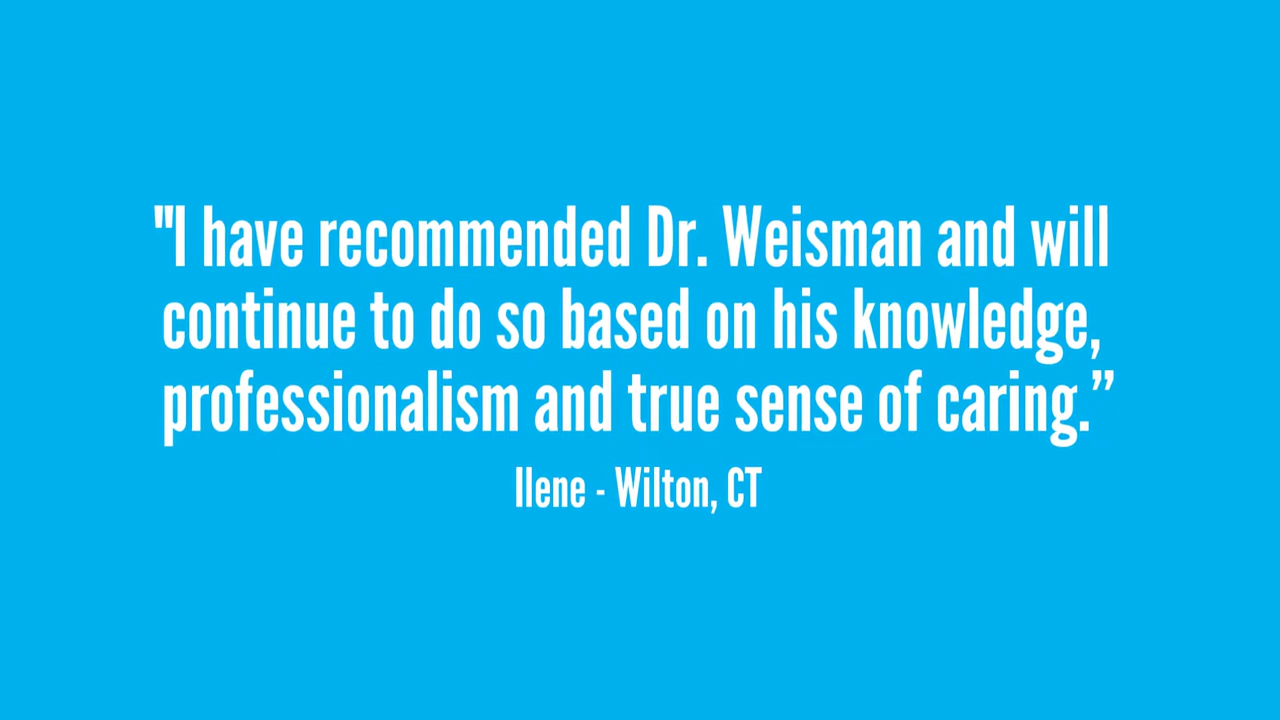 "I have recommended Dr. Weisman and will
continue to do so based on his knowledge,
professionalism and true sense of caring.”
Ilene - Wilton, CT